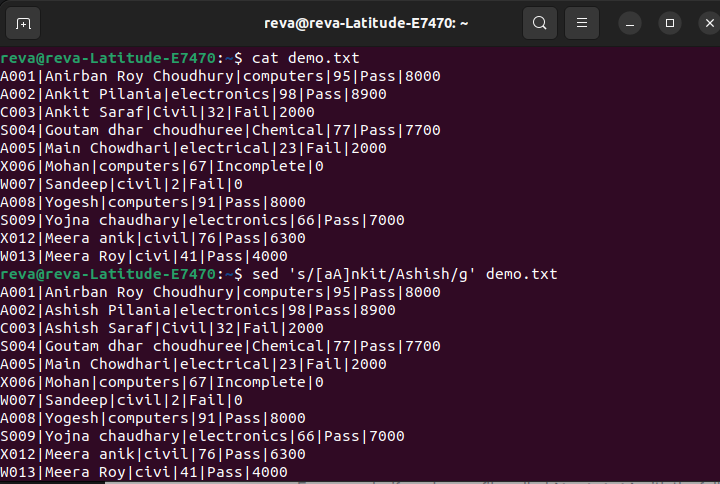 reva@reva-Latitude-E7470: ~
reva@reva-Latitude-E7470:~$ cat demo.txt
A001|Anirban Roy Choudhury|computers|95|Pass|8000
A002|Ankit Pilania|electronics|98|Pass|8900
C003|Ankit Saraf|Civil|32|Fail|2000
S004|Goutam dhar choudhuree|Chemical|77|Pass|7700
A005|Main Chowdhari|electrical|23|Fail|2000
X006|Mohan|computers|67|Incomplete|0
W007|Sandeep|civil|2|Fail|0
A008|Yogesh|computers|91|Pass|8000
S009|Yojna chaudhary|electronics|66|Pass|7000
X012|Meera anik|civil|76|Pass|6300
W013|Meera Roy|civi|41|Pass|4000
reva@reva-Latitude-E7470:~$ sed 's/[aA]nkit/Ashish/g' demo.txt
A001|Anirban Roy Choudhury|computers|95|Pass|8000
A002|Ashish Pilania|electronics|98|Pass|8900
C003|Ashish Saraf|Civil|32|Fail|2000
S004|Goutam dhar choudhuree|Chemical|77|Pass|7700
A005|Main Chowdhari|electrical|23|Fail|2000
X006|Mohan|computers|67|Incomplete|0
W007|Sandeep|civil|2|Fail|0
A008|Yogesh|computers|91|Pass|8000
S009|Yojna chaudhary|electronics|66|Pass|7000
X012|Meera anik|civil|76|Pass|6300
W013|Meera Roy|civi|41|Pass|4000